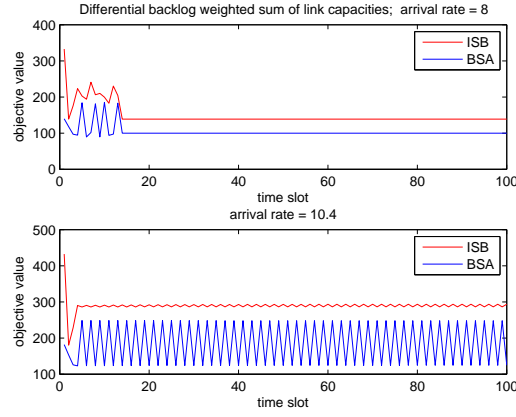 Differential backlog weighted sum of link capacities; arrival rate = 8
400
300
200
100
0
objective value
ISB
BSA
0 20 40 60 80 100
time slot
arrival rate = 10.4
500
400
300
200
100
objective value
ISB
BSA
0 20 40 60 80 100
time slot